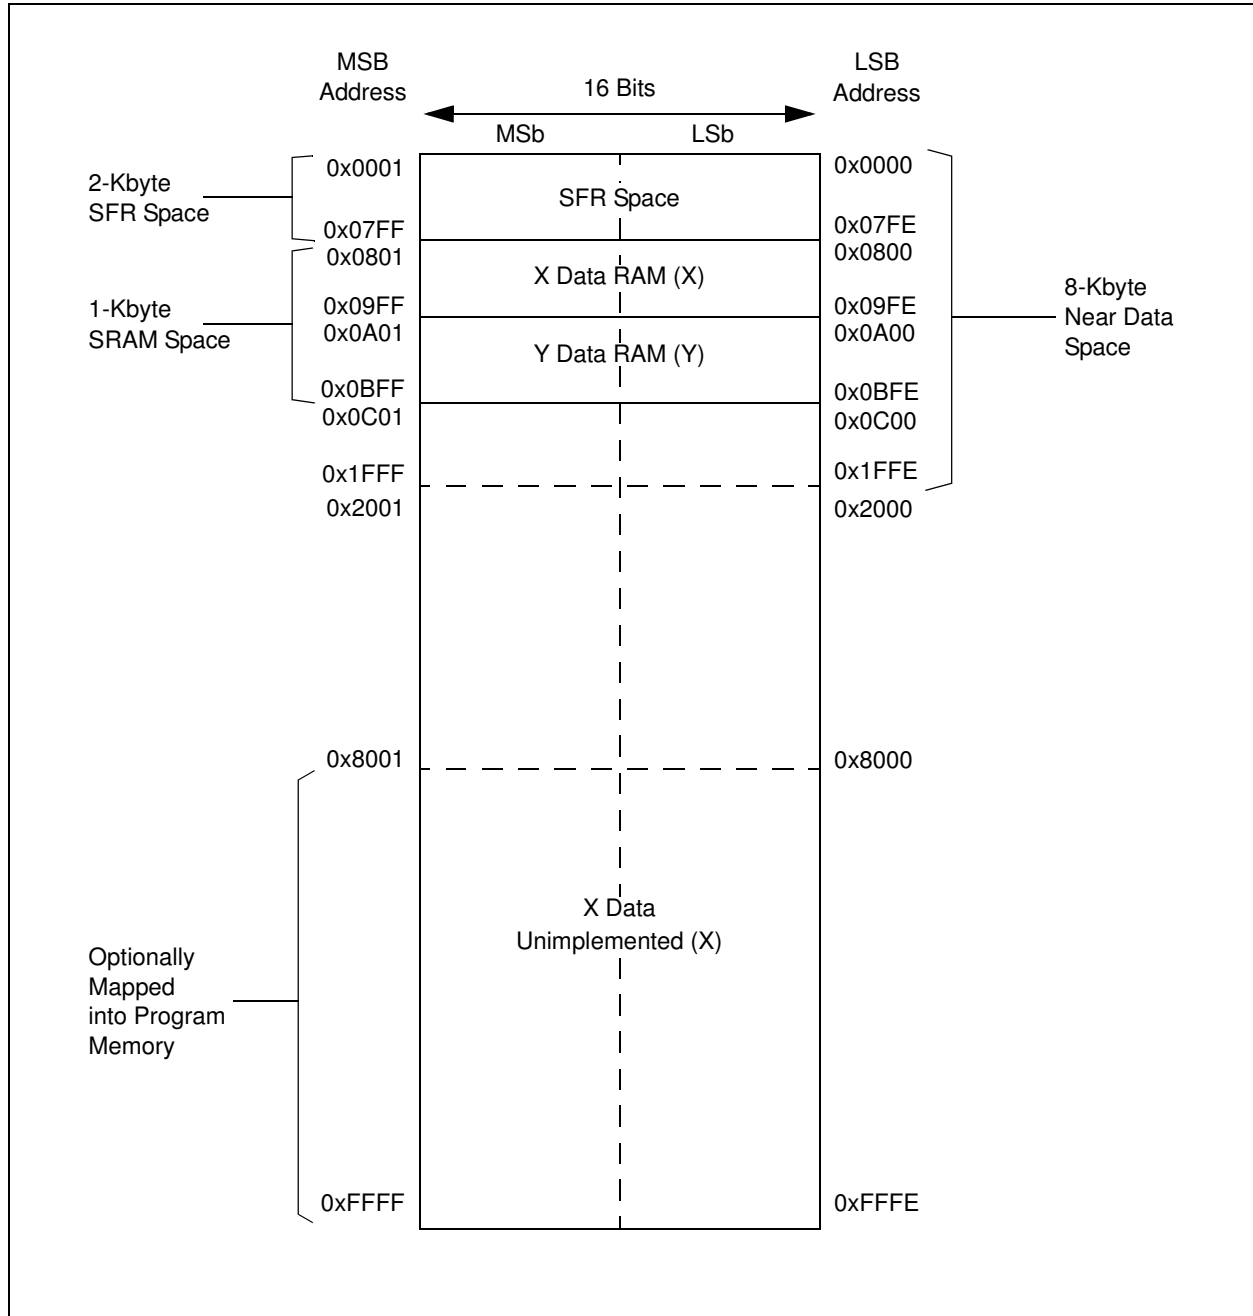 MSB
Address
LSB
Address
16 Bits
MSb
LSb
0x0001
0x0000
2-Kbyte
SFR Space
SFR Space
0x07FF
0x07FE
0x0801
0x0800
X Data RAM (X)
1-Kbyte
SRAM Space
0x09FF
0x09FE
0x0A01
0x0A00
8-Kbyte
Near Data
Space
Y Data RAM (Y)
0x0BFF
0x0BFE
0x0C01
0x0C00
0x1FFF
0x1FFE
0x2001
0x2000
0x8001
0x8000
X Data
Unimplemented (X)
Optionally
Mapped
into Program
Memory
0xFFFF
0xFFFE